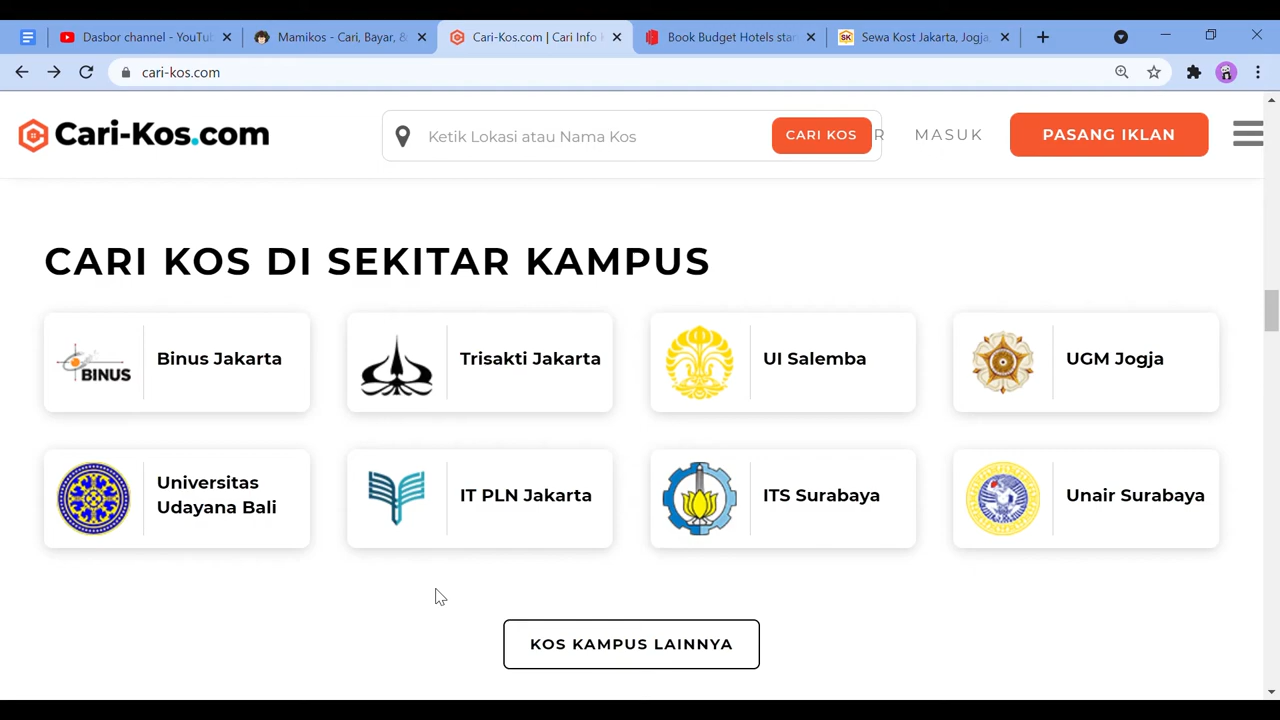 Dasbor channel - YouTu
Mamikos - Cari, Bayar, &
Cari-Kos.com | Cari Info
Book Budget Hotels star
SK
Sewa Kost Jakarta, Jogja,
cari-kos.com
Cari-Kos.com
Ketik Lokasi atau Nama Kos
CARI KOS
R
MASUK
PASANG IKLAN
CARI KOS DI SEKITAR KAMPUS
BINUS
Binus Jakarta
Trisakti Jakarta
UI Salemba
UGM Jogja
Universitas
Udayana Bali
IT PLN Jakarta
ITS Surabaya
Unair Surabaya
KOS KAMPUS LAINNYA